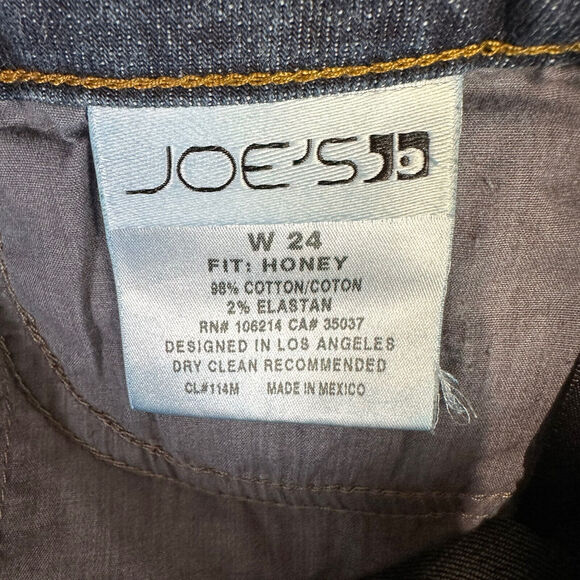 JOE'S
W 24
FIT: HONEY
98% COTTON/COTON
2% ELASTAN
RN# 106214 CA# 35037
DESIGNED IN LOS ANGELES
DRY CLEAN RECOMMENDED
CL#114M MADE IN MEXICO